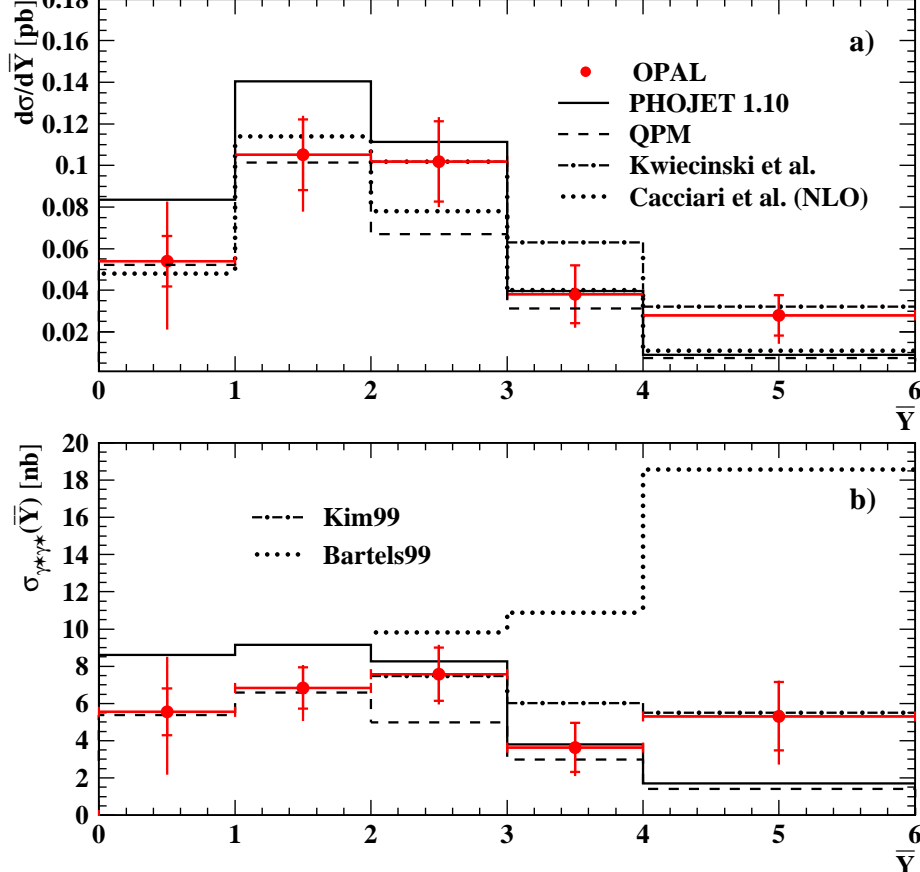 0.18
0.16
0.14
0.12
0.1
0.08
0.06
0.04
0.02
dσ/dY̅ [pb]
a)
OPAL
PHOJET 1.10
QPM
Kwiecinski et al.
Cacciari et al. (NLO)
0 1 2 3 4 5 6
Y̅
20
18
16
14
12
10
8
6
4
2
0
σγ*γ*(Y̅) [nb]
b)
Kim99
Bartels99
0 1 2 3 4 5 6
Y̅